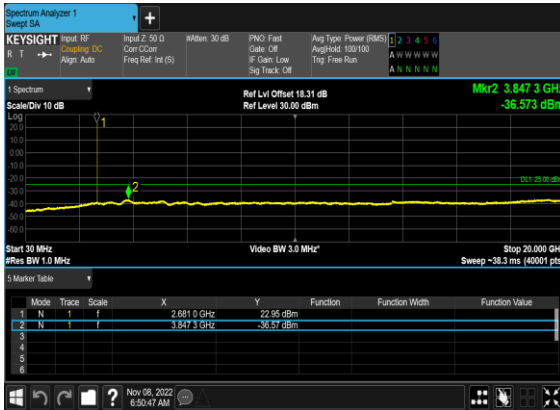 Spectrum Analyzer 1
Swept SA
+
KEYSIGHT
R T
Input: RF
Coupling: DC
Align: Auto
Input Z: 50 Ω
Corr CCorr
Freq Ref: Int (S)
#Atten: 30 dB
PNO: Fast
Gate: Off
IF Gain: Low
Sig Track: Off
Avg Type: Power (RMS)
Avg|Hold: 100/100
Trig: Free Run
1 2 3 4 5 6
A W W W W W
A N N N N N
1 Spectrum
Scale/Div 10 dB
Ref Lvl Offset 18.31 dB
Ref Level 30.00 dBm
Mkr2 3.847 3 GHz
-36.573 dBm
Log
20.0
10.0
0.00
-10.0
-20.0
-30.0
-40.0
-50.0
-60.0
1
2
DL1 -25.00 dBm
Start 30 MHz
#Res BW 1.0 MHz
Video BW 3.0 MHz*
Stop 20.000 GHz
Sweep ~38.3 ms (40001 pts)
5 Marker Table
Mode Trace Scale X Y Function Function Width Function Value
1 N 1 f 2.681 0 GHz 22.95 dBm
2 N 1 f 3.847 3 GHz -36.57 dBm
3
4
5
6
?
Nov 08, 2022
6:50:47 AM